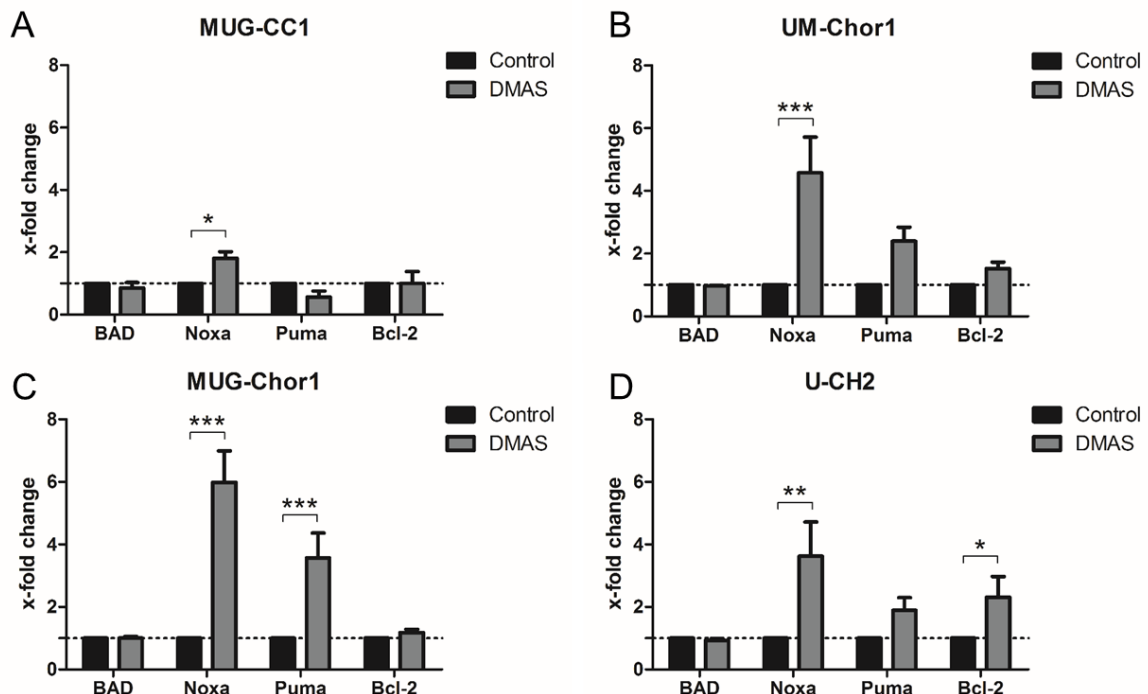 A
MUG-CC1
Control
DMAS
x-fold change
8
6
4
2
0
*
BAD Noxa Puma Bcl-2
B
UM-Chor1
Control
DMAS
x-fold change
8
6
4
2
0
***
BAD Noxa Puma Bcl-2
C
MUG-Chor1
Control
DMAS
x-fold change
8
6
4
2
0
***
***
BAD Noxa Puma Bcl-2
D
U-CH2
Control
DMAS
x-fold change
8
6
4
2
0
**
*
BAD Noxa Puma Bcl-2